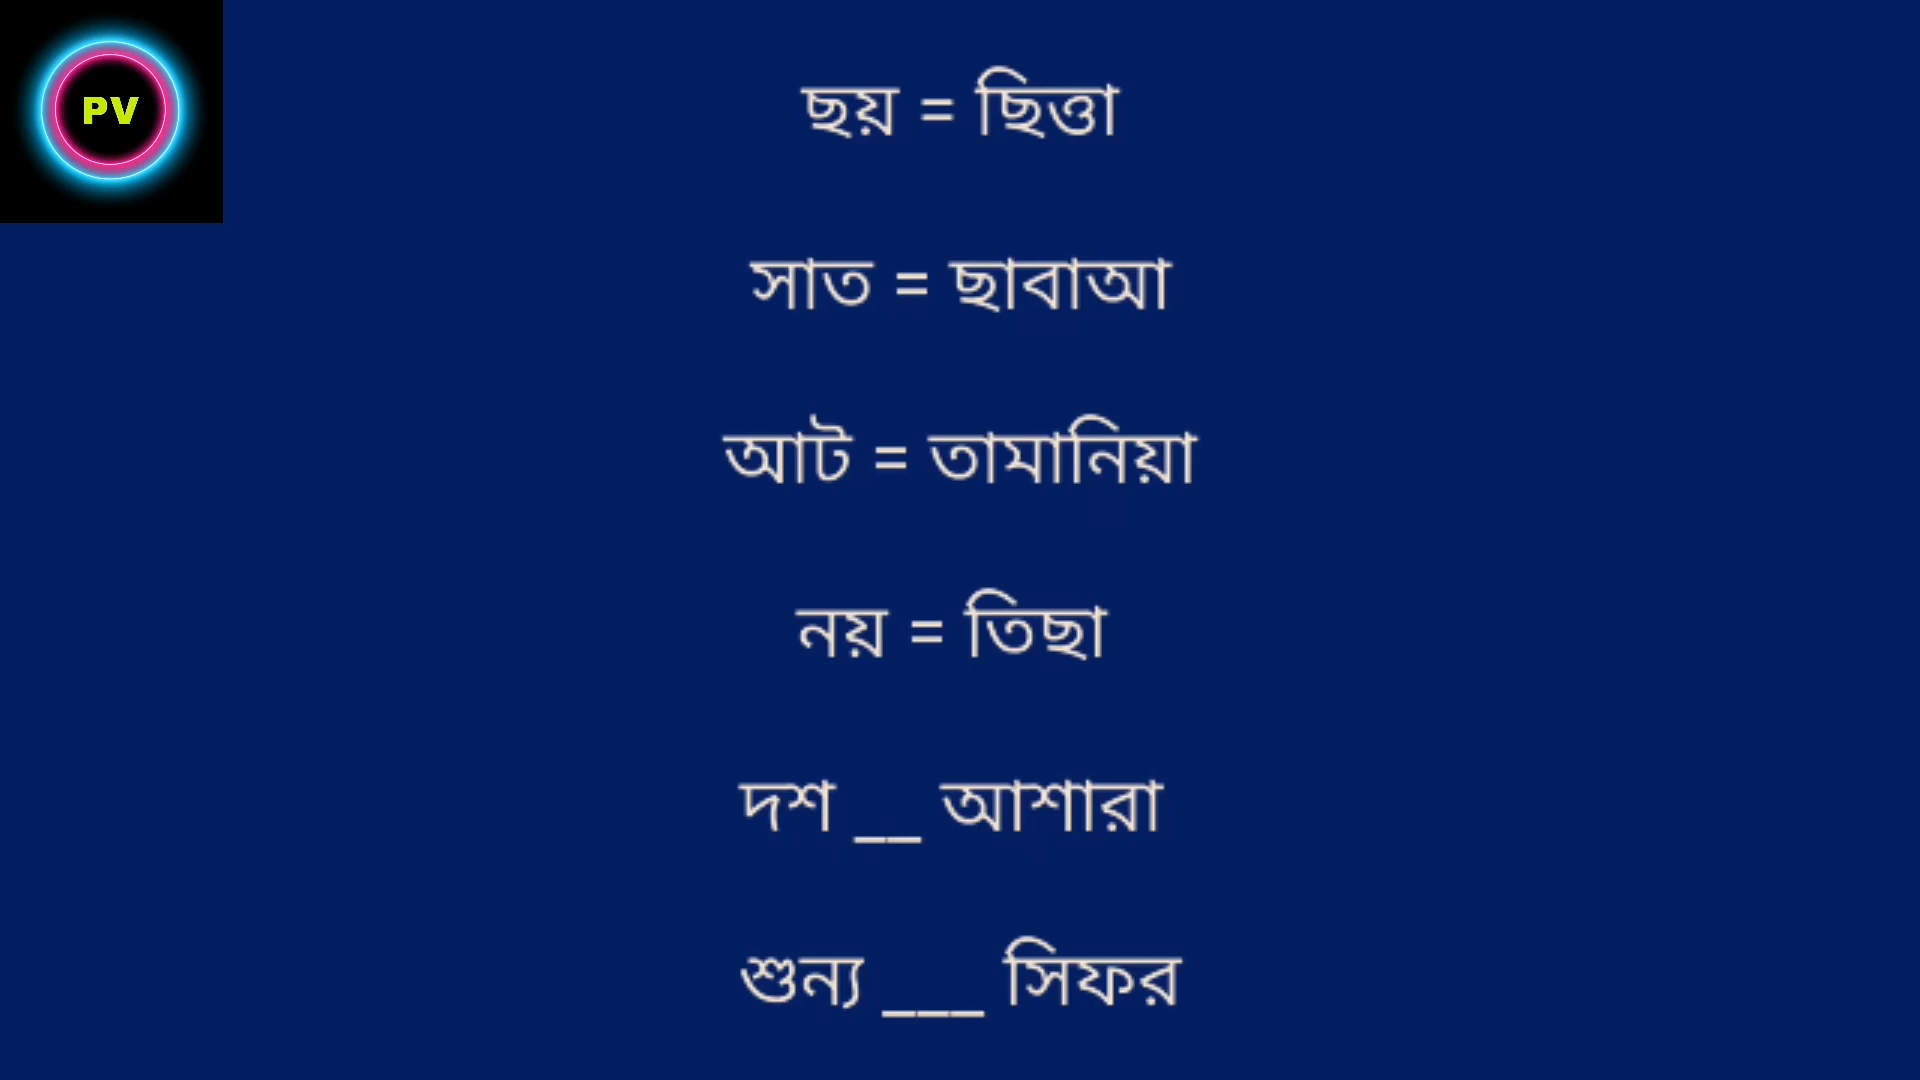 PV
ছয় = ছিত্তা
সাত = ছাবাআ
আট = তামানিয়া
নয় = তিছা
দশ __ আশারা
শুন্য ___ সিফর